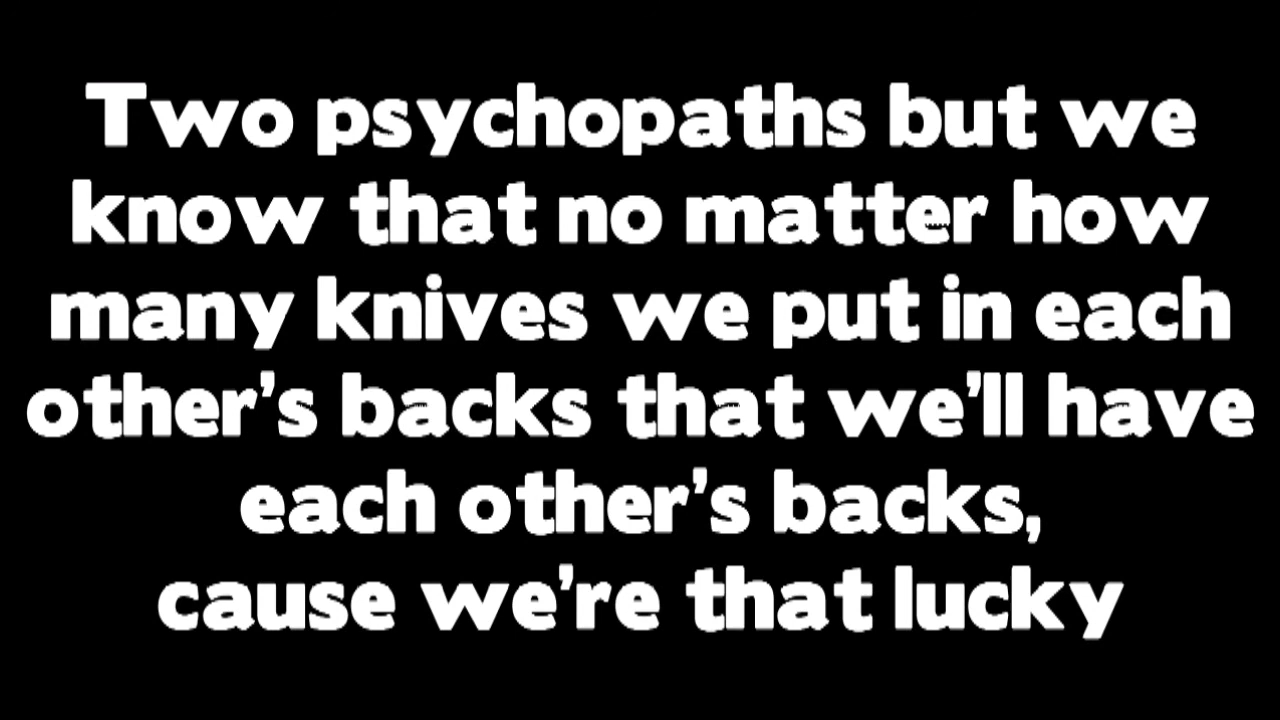 Two psychopaths but we
know that no matter how
many knives we put in each
other's backs that we'll have
each other's backs,
cause we're that lucky